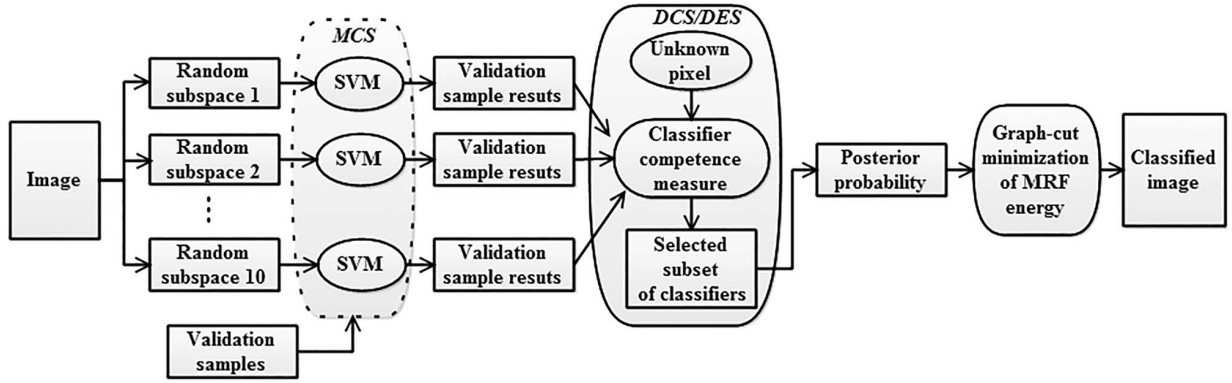 Image
Random
subspace 1
Random
subspace 2
Random
subspace 10
Validation
samples
MCS
SVM
SVM
SVM
Validation
sample resuts
Validation
sample resuts
Validation
sample resuts
DCS/DES
Unknown
pixel
Classifier
competence
measure
Selected
subset
of classifiers
Posterior
probability
Graph-cut
minimization
of MRF
energy
Classified
image